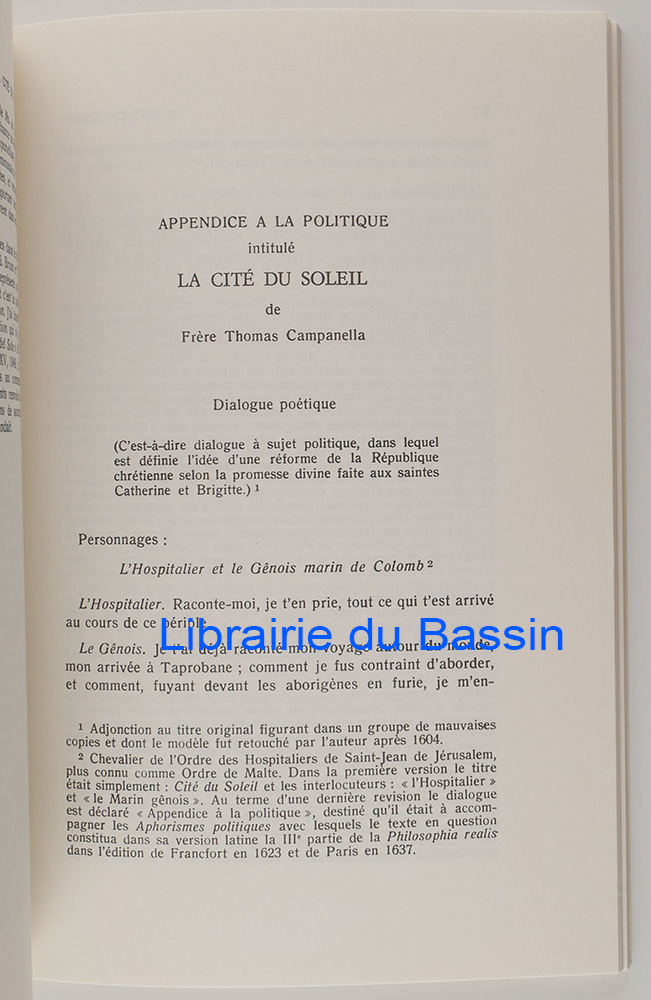 APPENDICE A LA POLITIQUE
intitulé
LA CITÉ DU SOLEIL
de
Frère Thomas Campanella
Dialogue poétique
(C'est-à-dire dialogue à sujet politique, dans lequel
est définie l'idée d'une réforme de la République
chrétienne selon la promesse divine faite aux saintes
Catherine et Brigitte.) 1
Personnages :
L'Hospitalier et le Gênois marin de Colomb 2
L'Hospitalier. Raconte-moi, je t'en prie, tout ce qui t'est arrivé
au cours de ce périple.
Librairie du Bassin
Le Gênois. Je t'ai déjà raconté mon voyage autour du monde,
mon arrivée à Taprobane ; comment je fus contraint d'aborder,
et comment, fuyant devant les aborigènes en furie, je m'en-
1 Adjonction au titre original figurant dans un groupe de mauvaises
copies et dont le modèle fut retouché par l'auteur après 1604.
2 Chevalier de l'Ordre des Hospitaliers de Saint-Jean de Jérusalem,
plus connu comme Ordre de Malte. Dans la première version le titre
était simplement : Cité du Soleil et les interlocuteurs : « l'Hospitalier »
et « le Marin gênois ». Au terme d'une dernière revision le dialogue
est déclaré « Appendice à la politique », destiné qu'il était à accom-
pagner les Aphorismes politiques avec lesquels le texte en question
constitua dans sa version latine la IIIe partie de la Philosophia realis
dans l'édition de Francfort en 1623 et de Paris en 1637.